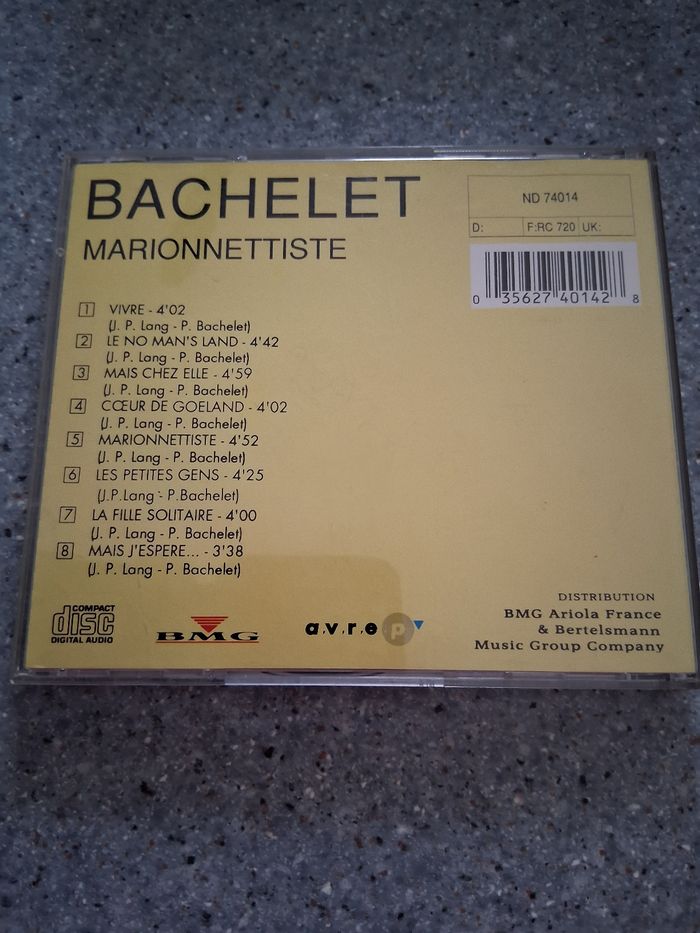 BACHELET
MARIONNETTISTE
ND 74014
D: F:RC 720 UK:
0 35627 40142 8
1 VIVRE - 4'02
(J. P. Lang - P. Bachelet)
2 LE NO MAN'S LAND - 4'42
(J. P. Lang - P. Bachelet)
3 MAIS CHEZ ELLE - 4'59
(J. P. Lang - P. Bachelet)
4 CŒUR DE GOELAND - 4'02
(J. P. Lang - P. Bachelet)
5 MARIONNETTISTE - 4'52
(J. P. Lang - P. Bachelet)
6 LES PETITES GENS - 4'25
(J.P.Lang - P.Bachelet)
7 LA FILLE SOLITAIRE - 4'00
(J. P. Lang - P. Bachelet)
8 MAIS J'ESPERE... - 3'38
(J. P. Lang - P. Bachelet)
COMPACT
disc
DIGITAL AUDIO
BMG
a.v.r.e p
DISTRIBUTION
BMG Ariola France
& Bertelsmann
Music Group Company